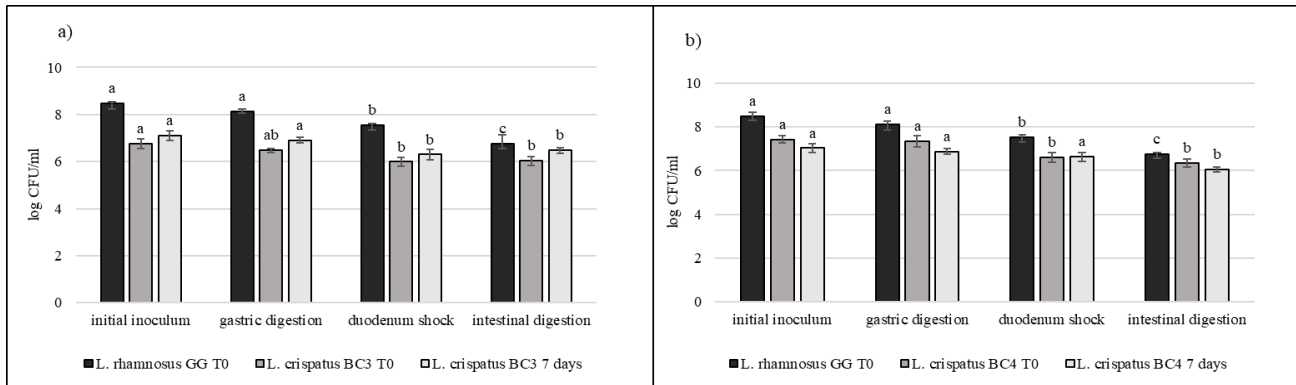 a)
10
8
6
4
2
0
log CFU/ml
a
a
a
a
ab
a
b
b
b
c
b
b
initial inoculum
gastric digestion
duodenum shock
intestinal digestion
L. rhamnosus GG T0
L. crispatus BC3 T0
L. crispatus BC3 7 days
b)
10
8
6
4
2
0
log CFU/ml
a
a
a
a
a
a
b
b
a
c
b
b
initial inoculum
gastric digestion
duodenum shock
intestinal digestion
L. rhamnosus GG T0
L. crispatus BC4 T0
L. crispatus BC4 7 days